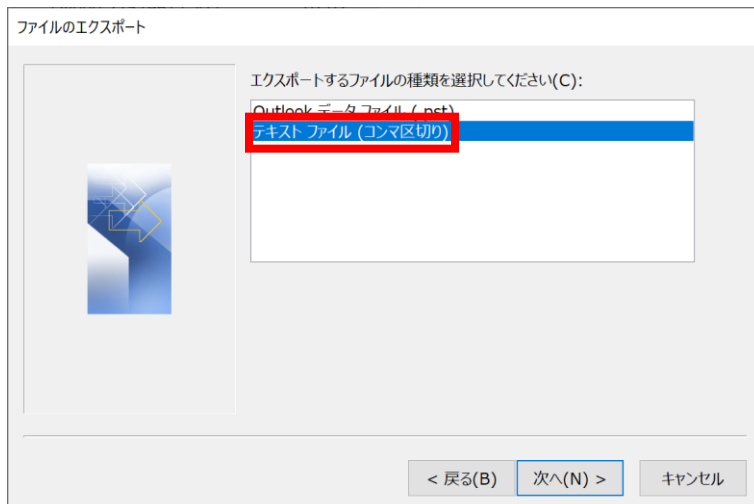 ファイルのエクスポート
エクスポートするファイルの種類を選択してください(C):
Outlook データ ファイル (.pst)
テキスト ファイル (コンマ区切り)
< 戻る(B) 次へ(N) > キャンセル